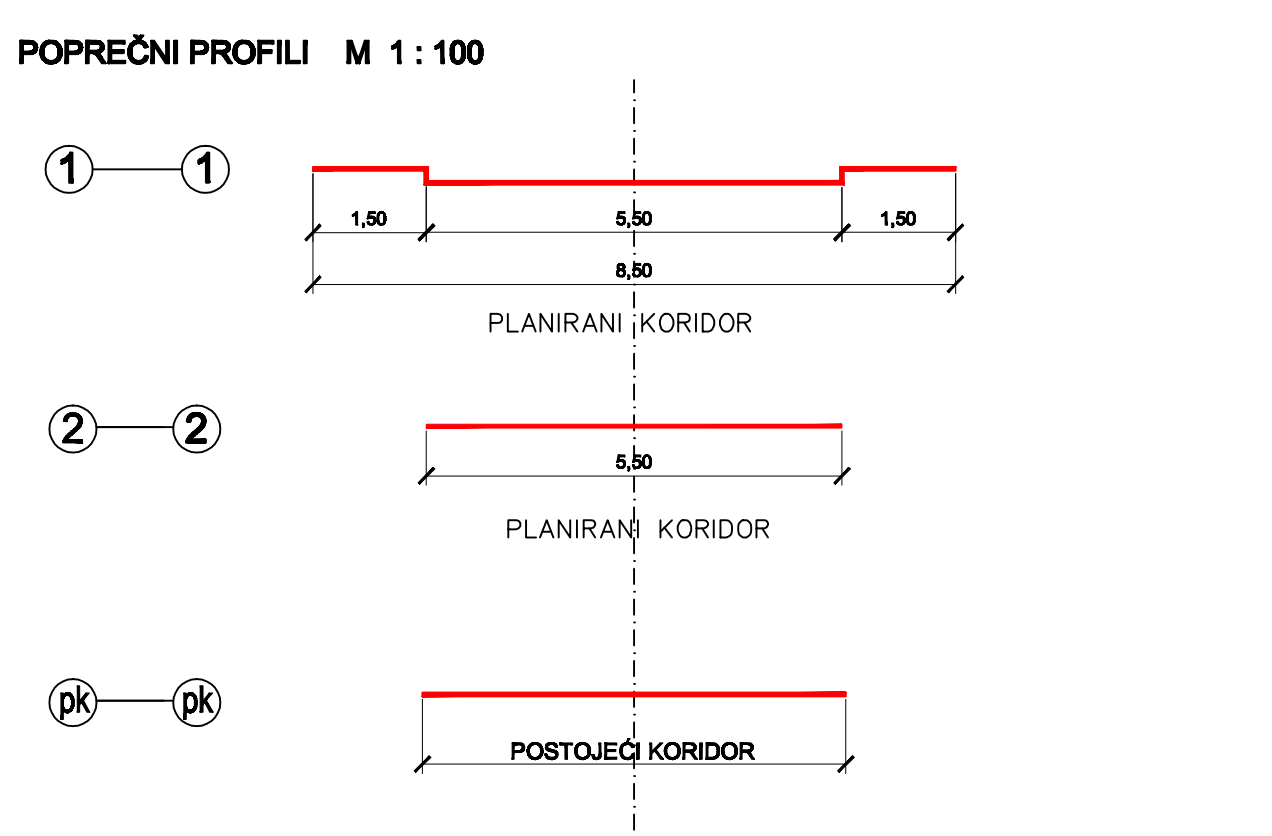 POPREČNI PROFILI M 1 : 100
1 1
1,50 5,50 1,50
8,50
PLANIRANI KORIDOR
2 2
5,50
PLANIRANI KORIDOR
pk pk
POSTOJEĆI KORIDOR